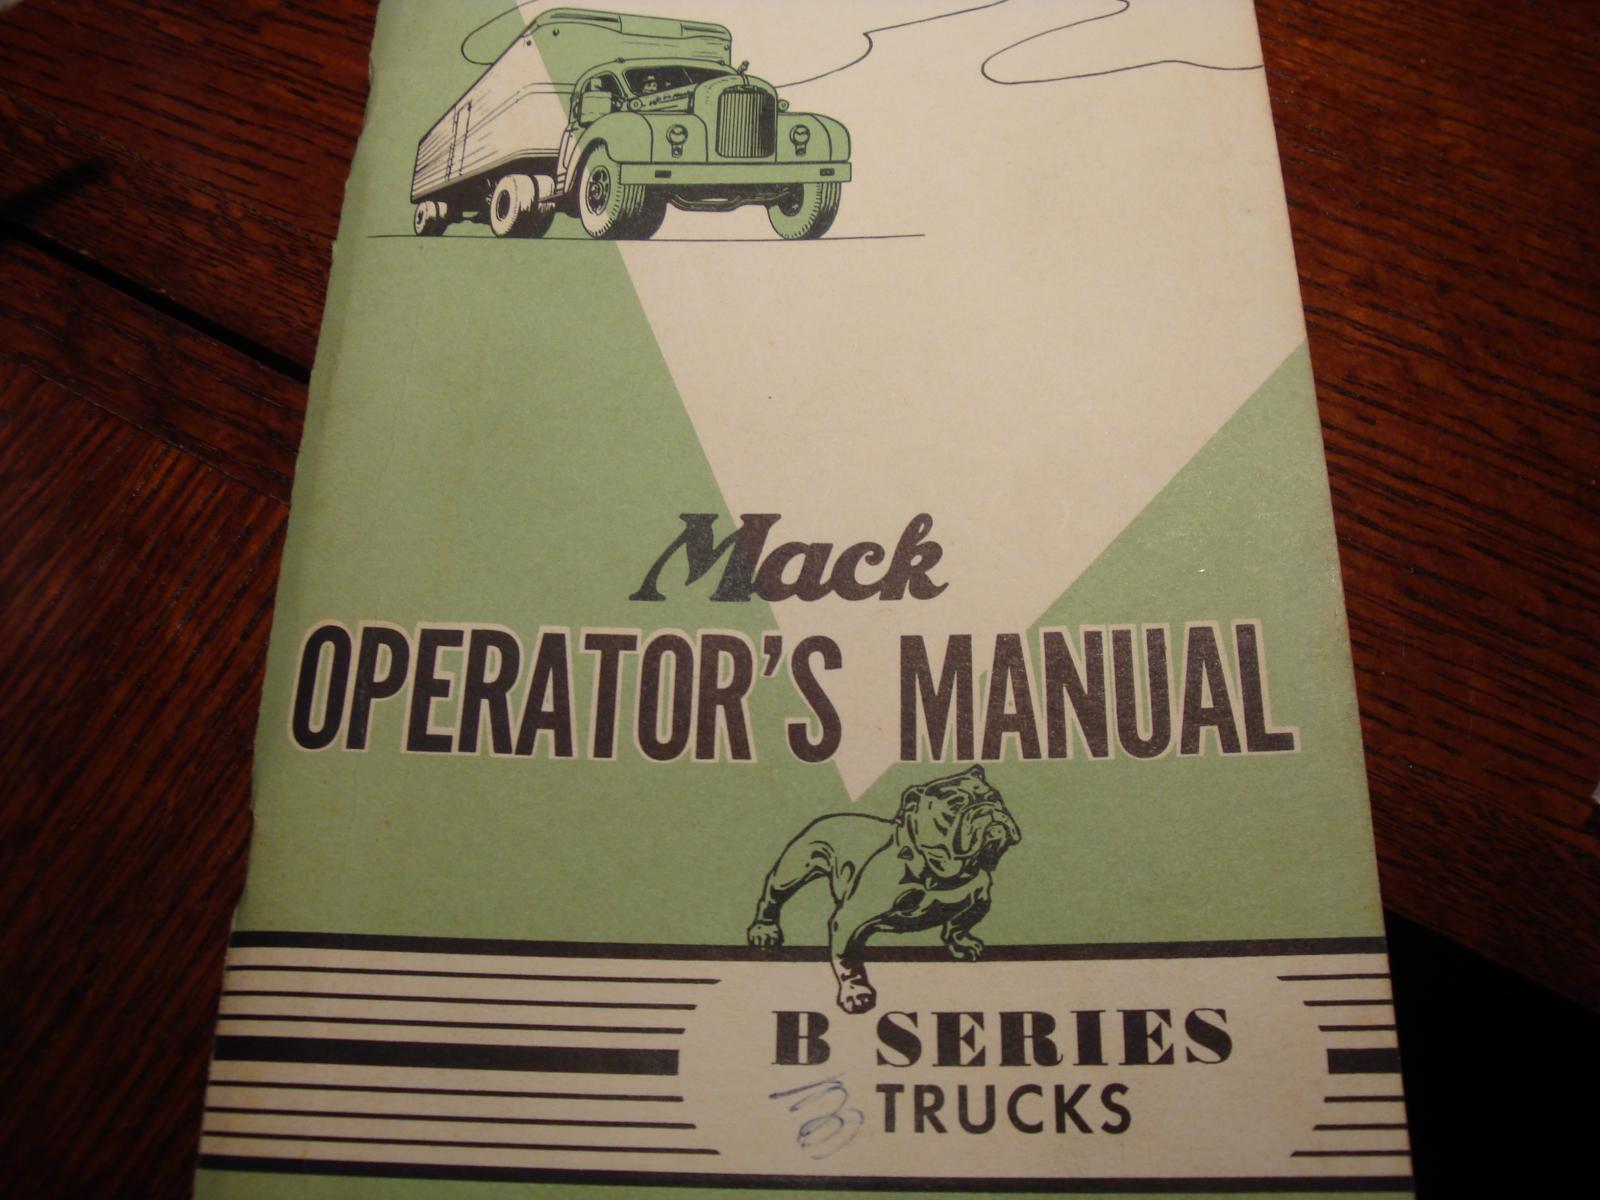 Mack
OPERATOR'S MANUAL
B SERIES
TRUCKS